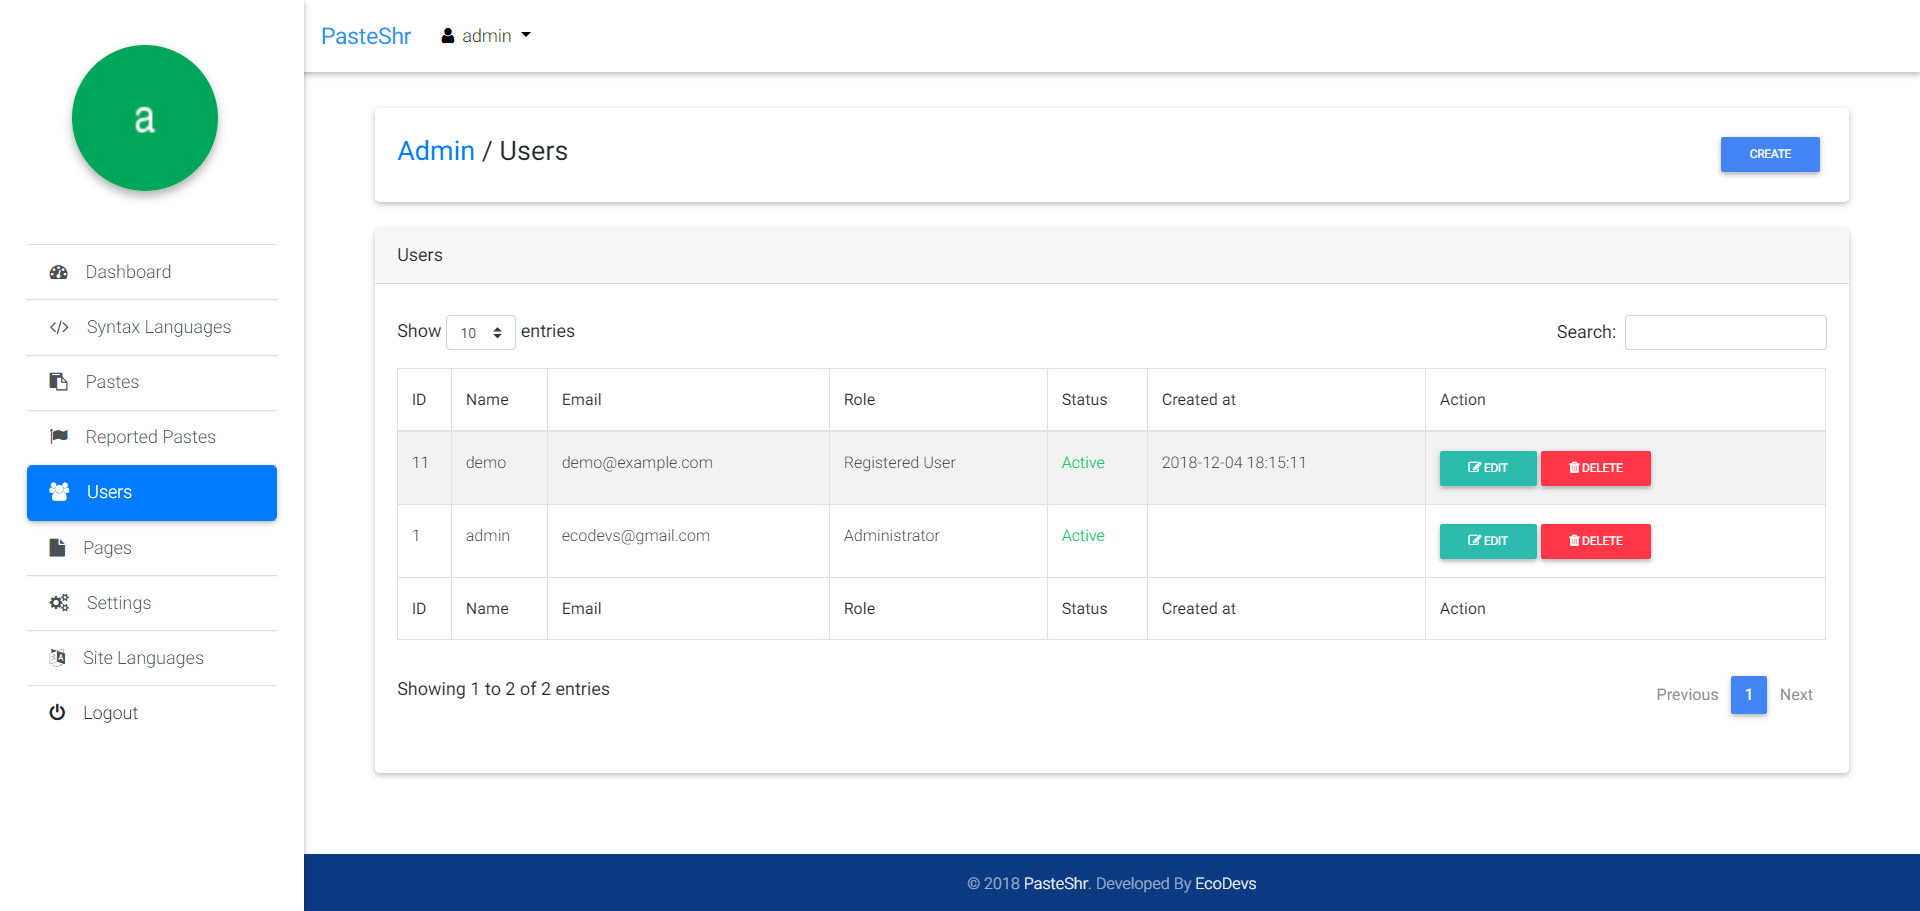 a
Dashboard
Syntax Languages
Pastes
Reported Pastes
Users
Pages
Settings
Site Languages
Logout
PasteShr admin
Admin / Users
CREATE
Users
Show 10 entries Search:
ID Name Email Role Status Created at Action
11 demo demo@example.com Registered User Active 2018-12-04 18:15:11 EDIT DELETE
1 admin ecodevs@gmail.com Administrator Active EDIT DELETE
ID Name Email Role Status Created at Action
Showing 1 to 2 of 2 entries Previous 1 Next
© 2018 PasteShr. Developed By EcoDevs